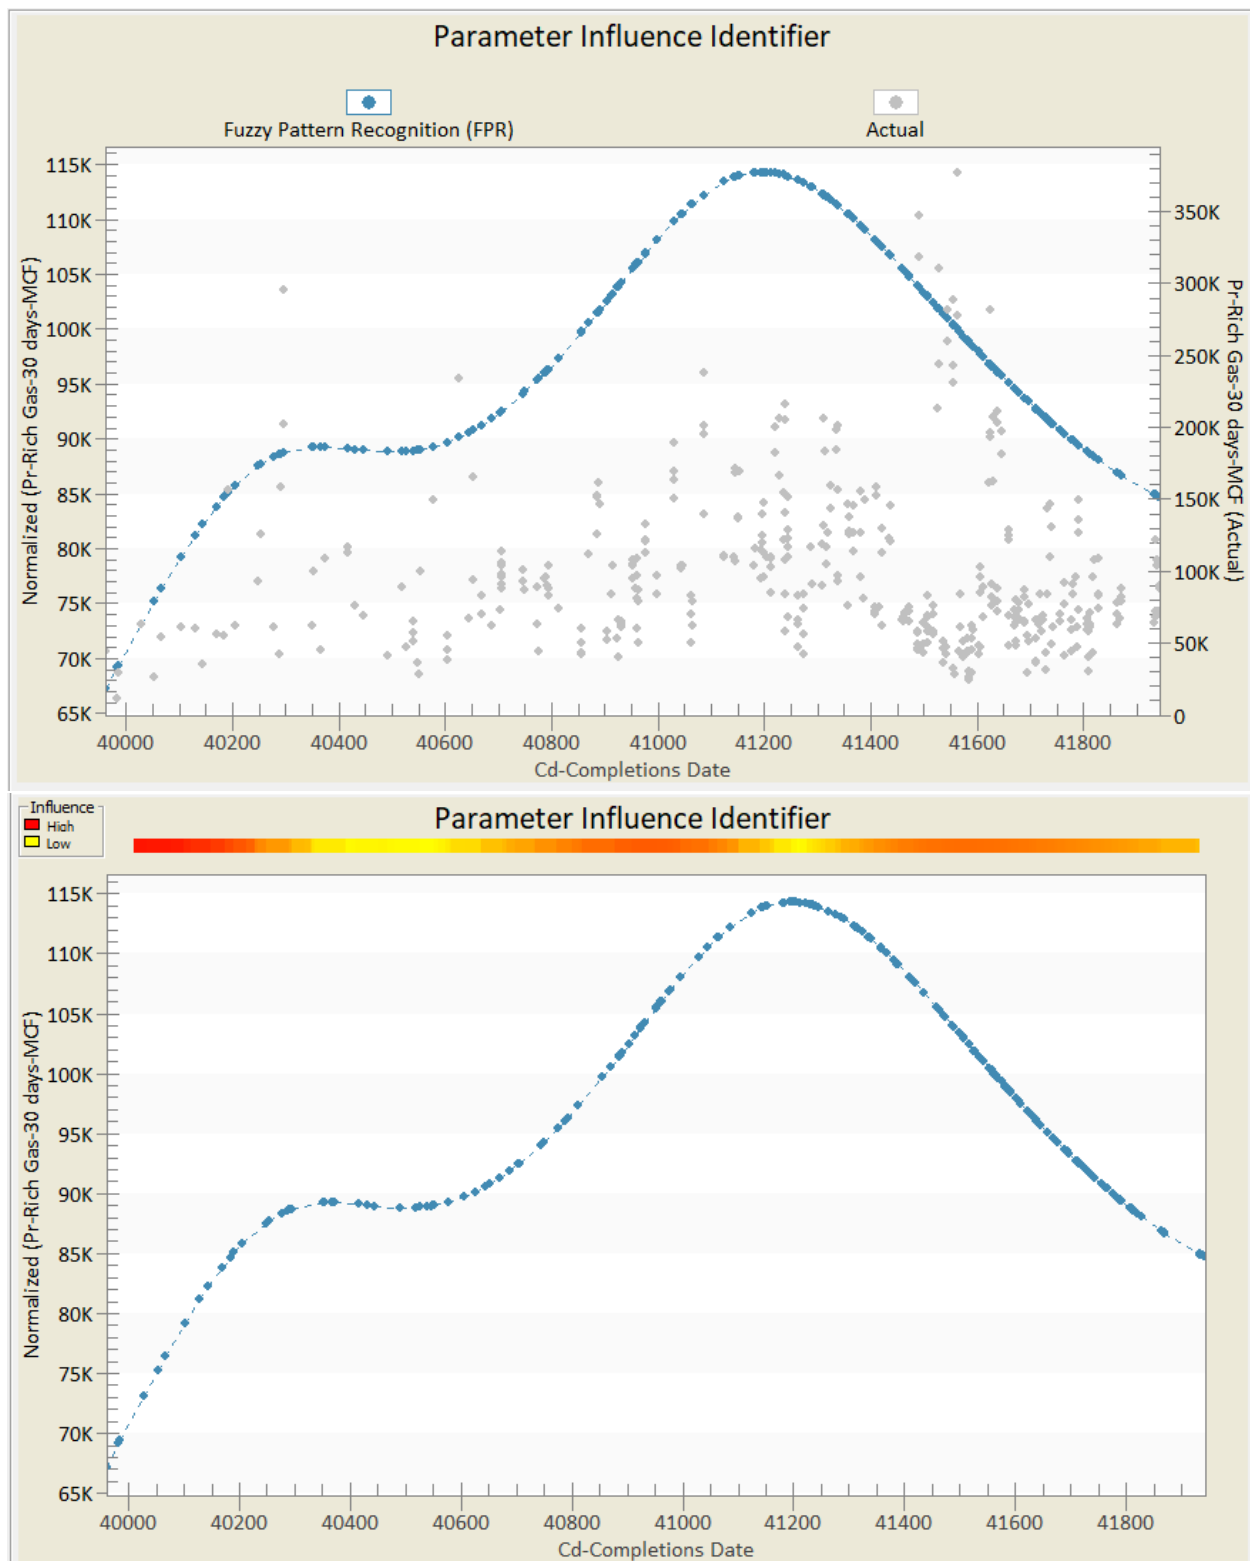 Parameter Influence Identifier
Fuzzy Pattern Recognition (FPR)
Actual
Normalized (Pr-Rich Gas-30 days-MCF)
115K
110K
105K
100K
95K
90K
85K
80K
75K
70K
65K
350K
300K
250K
200K
150K
100K
50K
0
Pr-Rich Gas-30 days-MCF (Actual)
40000 40200 40400 40600 40800 41000 41200 41400 41600 41800
Cd-Completions Date
Influence
High
Low
Parameter Influence Identifier
Normalized (Pr-Rich Gas-30 days-MCF)
115K
110K
105K
100K
95K
90K
85K
80K
75K
70K
65K
40000 40200 40400 40600 40800 41000 41200 41400 41600 41800
Cd-Completions Date